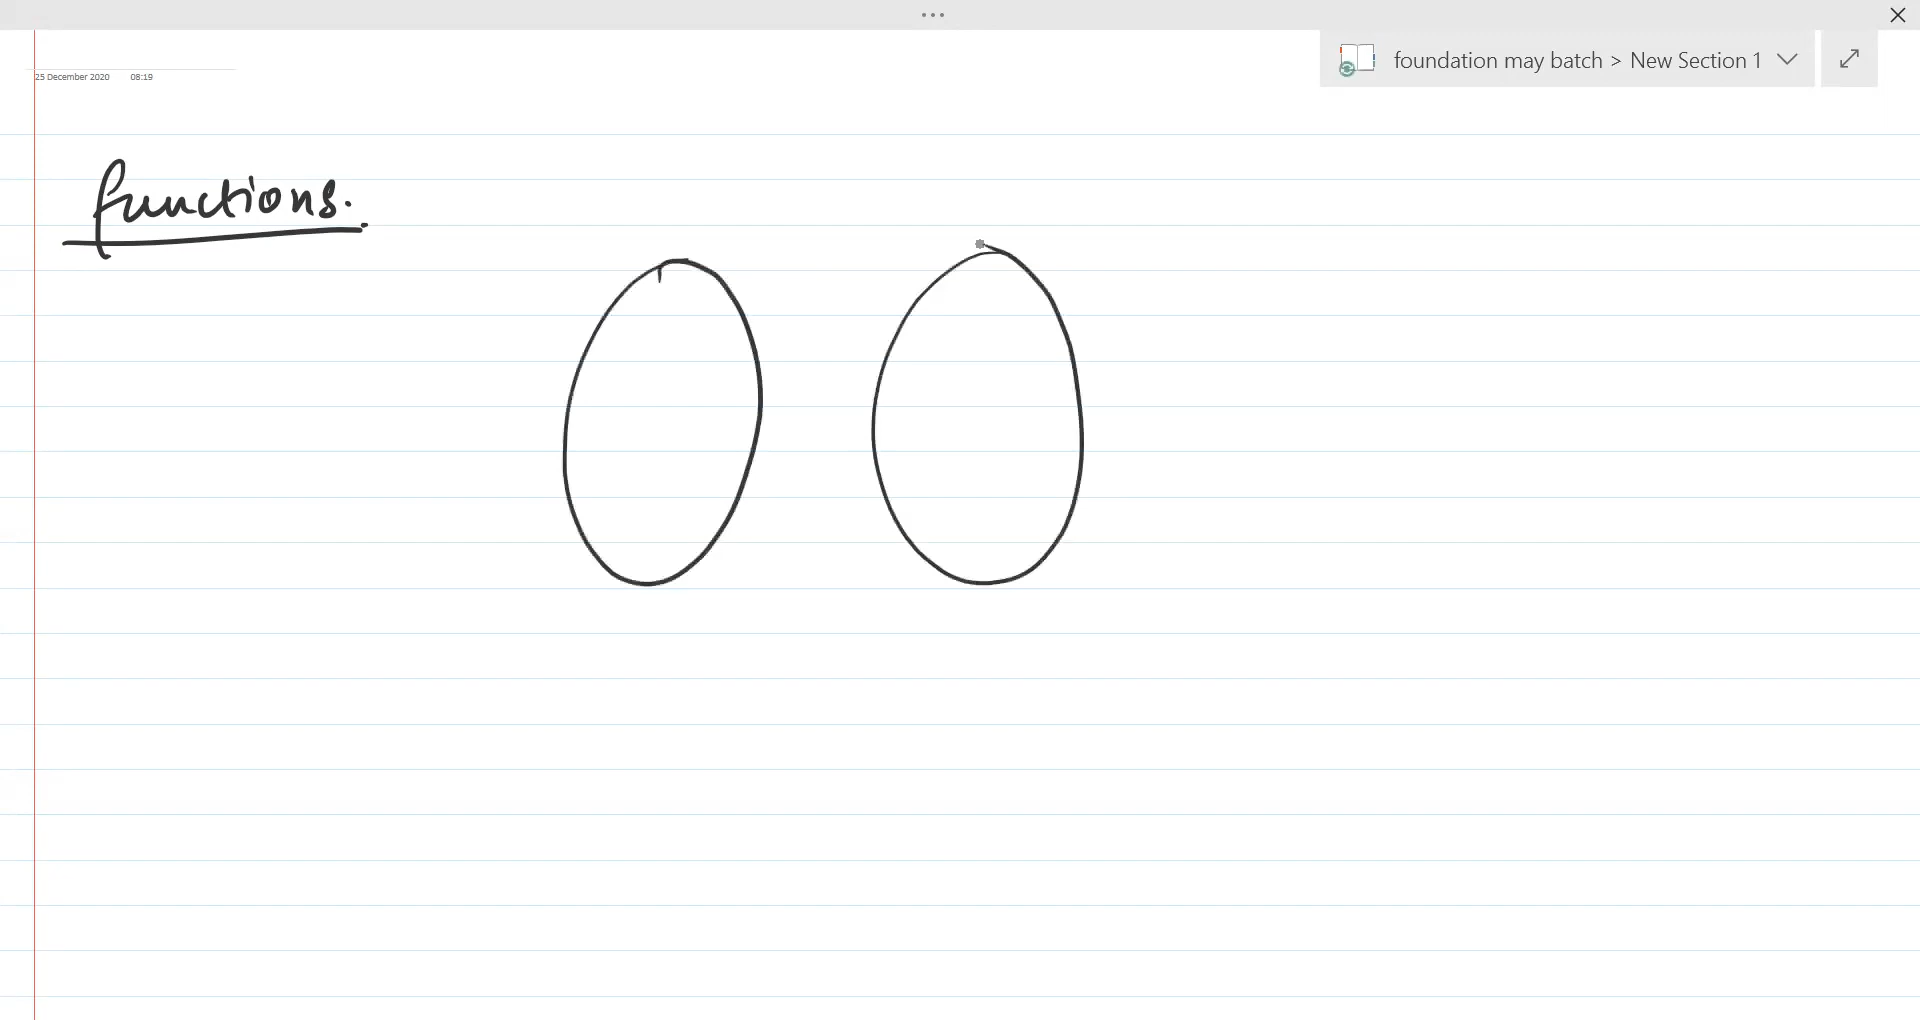 foundation may batch > New Section 1
25 December 2020 08:19
functions.